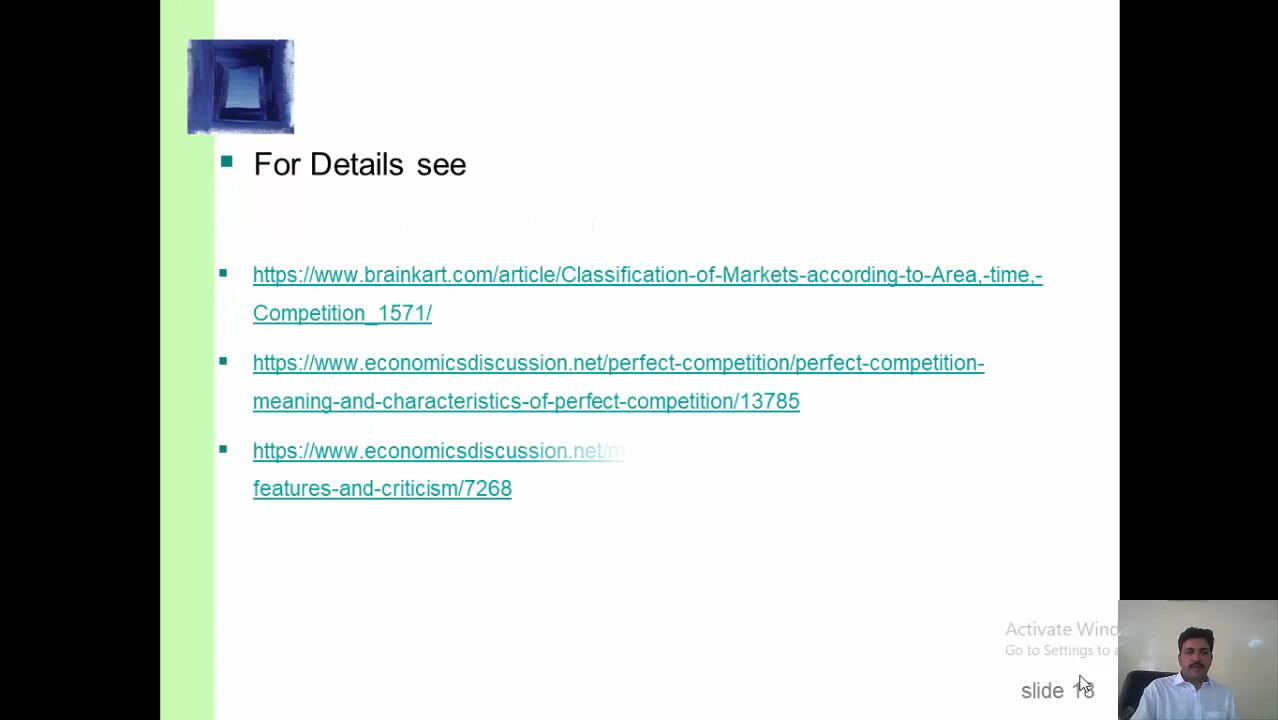 For Details see
https://www.brainkart.com/article/Classification-of-Markets-according-to-Area,-time,-
Competition_1571/
https://www.economicsdiscussion.net/perfect-competition/perfect-competition-
meaning-and-characteristics-of-perfect-competition/13785
https://www.economicsdiscussion.net/m
features-and-criticism/7268
Activate Wind
Go to Settings to a
slide 18